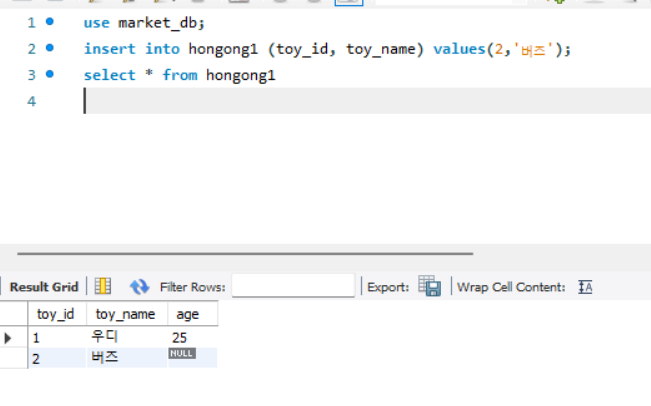 1 use market_db;
2 insert into hongong1 (toy_id, toy_name) values(2,'버즈');
3 select * from hongong1
4
Result Grid Filter Rows: Export: Wrap Cell Content: IA
toy_id toy_name age
1 우디 25
2 버즈 NULL